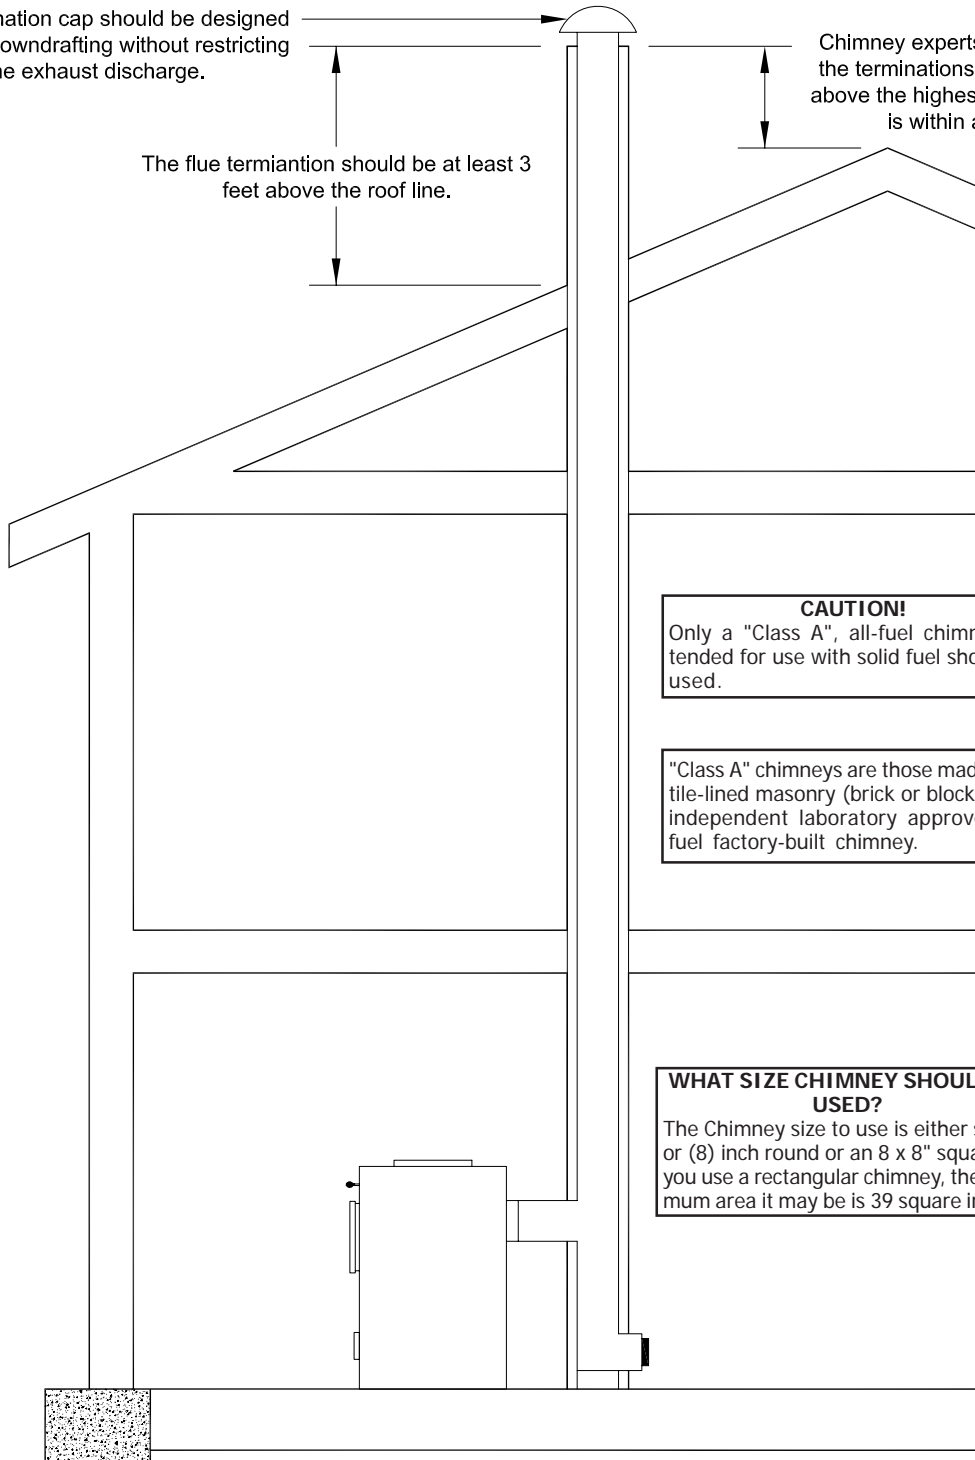 nation cap should be designed
owndrafting without restricting
e exhaust discharge.
Chimney experts
the terminations
above the highes
is within a
The flue termiantion should be at least 3
feet above the roof line.
CAUTION!
Only a "Class A", all-fuel chimn
tended for use with solid fuel sho
used.
"Class A" chimneys are those mad
tile-lined masonry (brick or block
independent laboratory approv
fuel factory-built chimney.
WHAT SIZE CHIMNEY SHOUL
USED?
The Chimney size to use is either s
or (8) inch round or an 8 x 8" squa
you use a rectangular chimney, the
mum area it may be is 39 square in